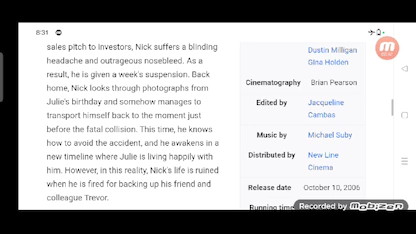 8:31
sales pitch to investors, Nick suffers a blinding
headache and outrageous nosebleed. As a
result, he is given a week's suspension. Back
home, Nick looks through photographs from
Julie's birthday and somehow manages to
transport himself back to the moment just
before the fatal collision. This time, he knows
how to avoid the accident, and he awakens in a
new timeline where Julie is living happily with
him. However, in this reality, Nick's life is ruined
when he is fired for backing up his friend and
colleague Trevor.
Dustin Milligan
Gina Holden
Cinematography Brian Pearson
Edited by Jacqueline
Cambas
Music by Michael Suby
Distributed by New Line
Cinema
Release date October 10, 2006
Running time
Recorded by Mobizen